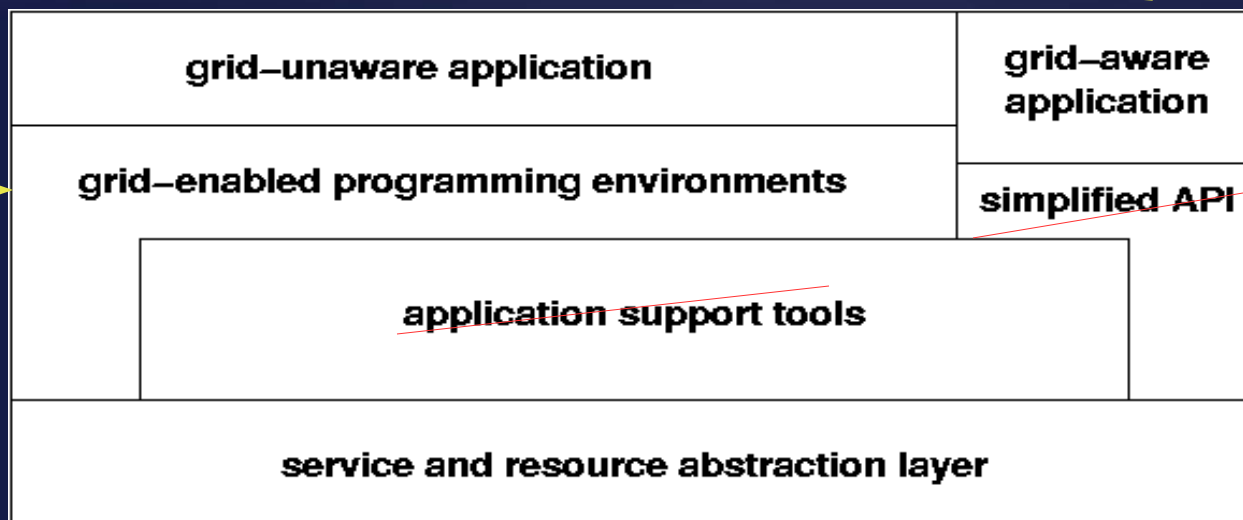 grid–unaware application
grid–aware
application
grid–enabled programming environments
simplified API
application support tools
service and resource abstraction layer